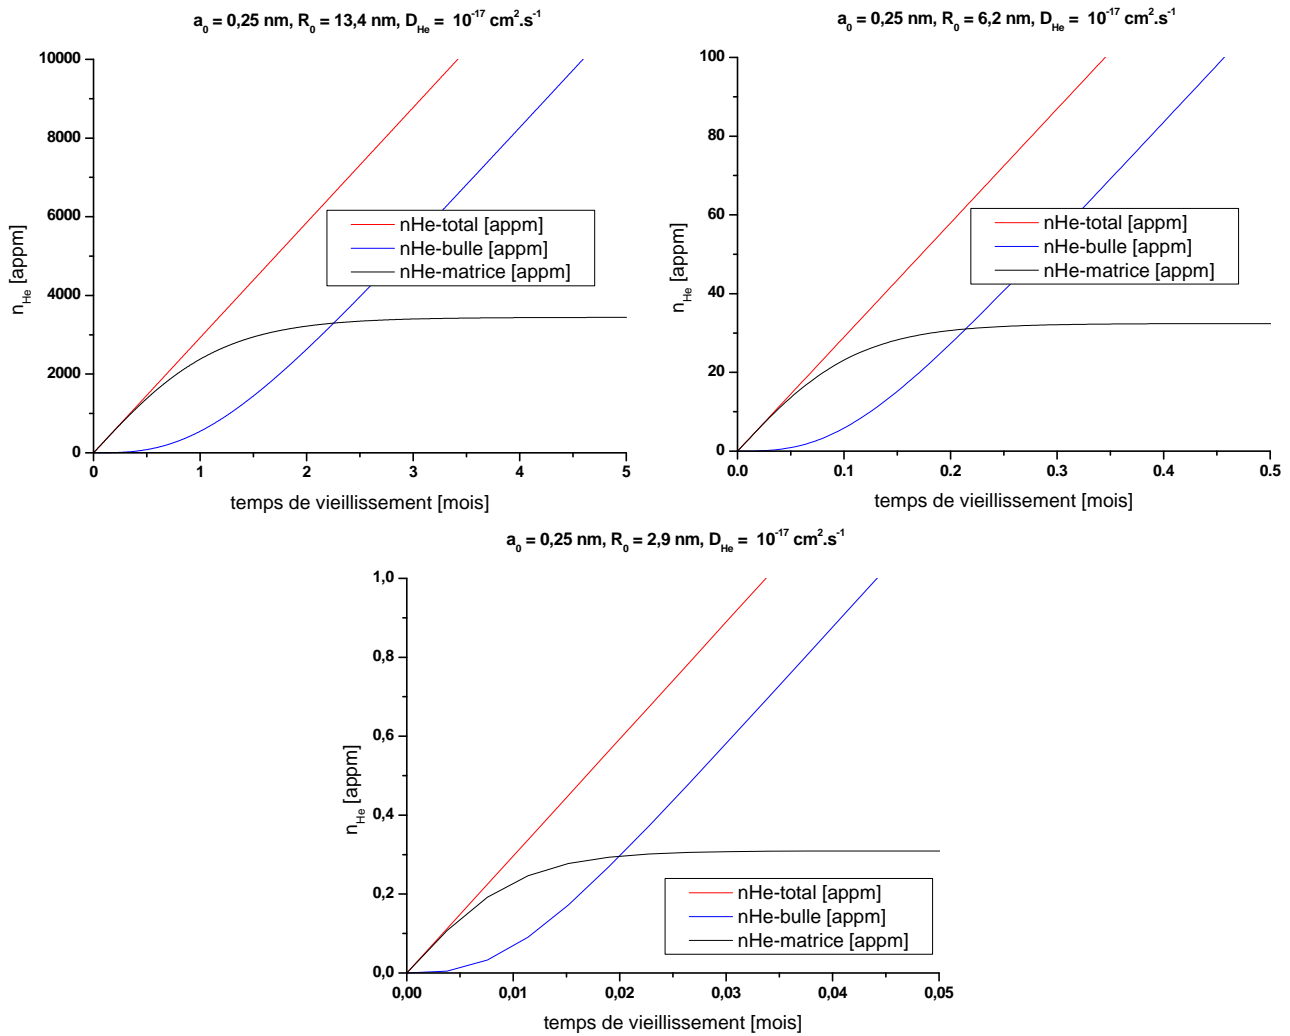 a₀ = 0,25 nm, R₀ = 13,4 nm, D_He = 10⁻¹⁷ cm².s⁻¹
10000
8000
6000
4000
2000
0
n_He [appm]
nHe-total [appm]
nHe-bulle [appm]
nHe-matrice [appm]
0 1 2 3 4 5
temps de vieillissement [mois]
a₀ = 0,25 nm, R₀ = 6,2 nm, D_He = 10⁻¹⁷ cm².s⁻¹
100
80
60
40
20
0
n_He [appm]
nHe-total [appm]
nHe-bulle [appm]
nHe-matrice [appm]
0.0 0.1 0.2 0.3 0.4 0.5
temps de vieillissement [mois]
a₀ = 0,25 nm, R₀ = 2,9 nm, D_He = 10⁻¹⁷ cm².s⁻¹
1,0
0,8
0,6
0,4
0,2
0,0
n_He [appm]
nHe-total [appm]
nHe-bulle [appm]
nHe-matrice [appm]
0,00 0,01 0,02 0,03 0,04 0,05
temps de vieillissement [mois]